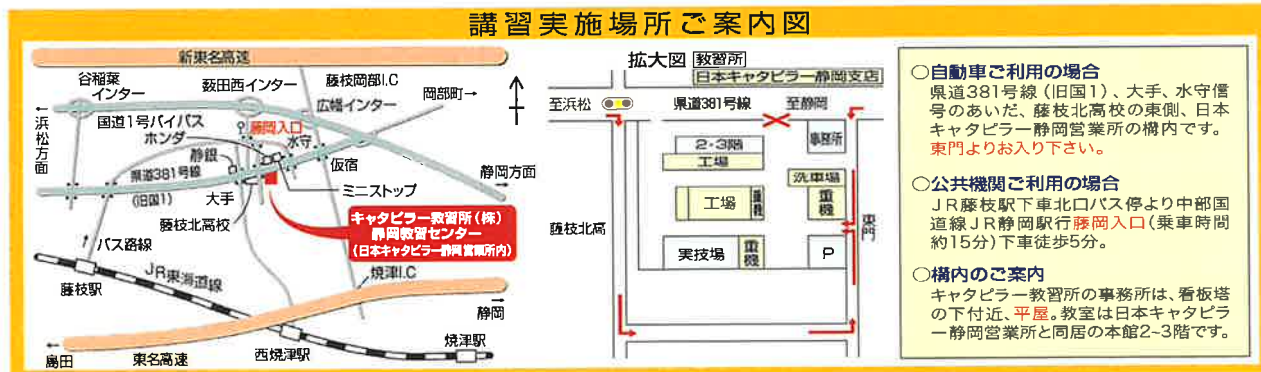 講習実施場所ご案内図
新東名高速
谷稲葉
インター
薮田西インター
藤枝岡部I.C
岡部町→
広幡インター
←浜松方面
国道1号バイパス
藤岡入口
ホンダ
水守
静銀
仮宿
県道381号線
(旧国1)
大手
ミニストップ
静岡方面
→
藤枝北高校
キャタピラー教習所(株)
静岡教習センター
(日本キャタピラー静岡営業所内)
バス路線
JR東海道線
焼津I.C
藤枝駅
→
静岡
←
島田
東名高速
西焼津駅
焼津駅
拡大図 教習所
日本キャタピラー静岡支店
至浜松
県道381号線
至静岡
事務所
2・3階
工場
洗車場
工場
重機
重機
藤枝北高
東門
実技場
重機
P
○自動車ご利用の場合
県道381号線(旧国1)、大手、水守信
号のあいだ、藤枝北高校の東側、日本
キャタピラー静岡営業所の構内です。
東門よりお入り下さい。
○公共機関ご利用の場合
JR藤枝駅下車北口バス停より中部国
道線JR静岡駅行藤岡入口(乗車時間
約15分)下車徒歩5分。
○構内のご案内
キャタピラー教習所の事務所は、看板塔
の下付近、平屋。教室は日本キャタピラ
ー静岡営業所と同居の本館2~3階です。